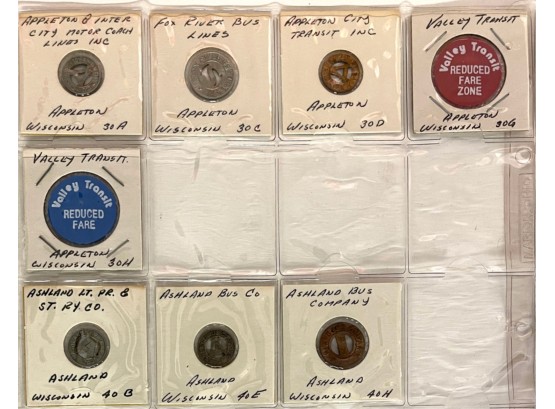 APPLETON & INTER
CITY MOTOR COACH
LINES INC
APPLETON
WISCONSIN 30A
FOX RIVER BUS
LINES
APPLETON
WISCONSIN 30C
APPLETON CITY
TRANSIT INC
APPLETON
WISCONSIN 30D
VALLEY TRANSIT
Valley Transit
REDUCED
FARE
ZONE
APPLETON
WISCONSIN 30G
VALLEY TRANSIT.
Valley Transit
REDUCED
FARE
APPLETON
WISCONSIN 30H
ASHLAND LT. PR. &
ST. RY CO.
ASHLAND
WISCONSIN 40B
ASHLAND BUS CO
ASHLAND
WISCONSIN 40E
ASHLAND BUS
COMPANY
ASHLAND
WISCONSIN 40H